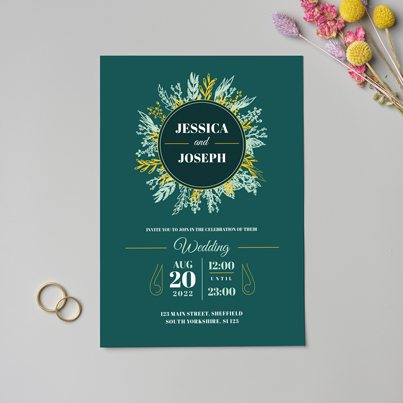 JESSICA
and
JOSEPH
INVITE YOU TO JOIN IN THE CELEBRATION OF THEIR
Wedding
AUG
20
2022
12:00
UNTIL
23:00
123 MAIN STREET, SHEFFIELD
SOUTH YORKSHIRE, S1 123